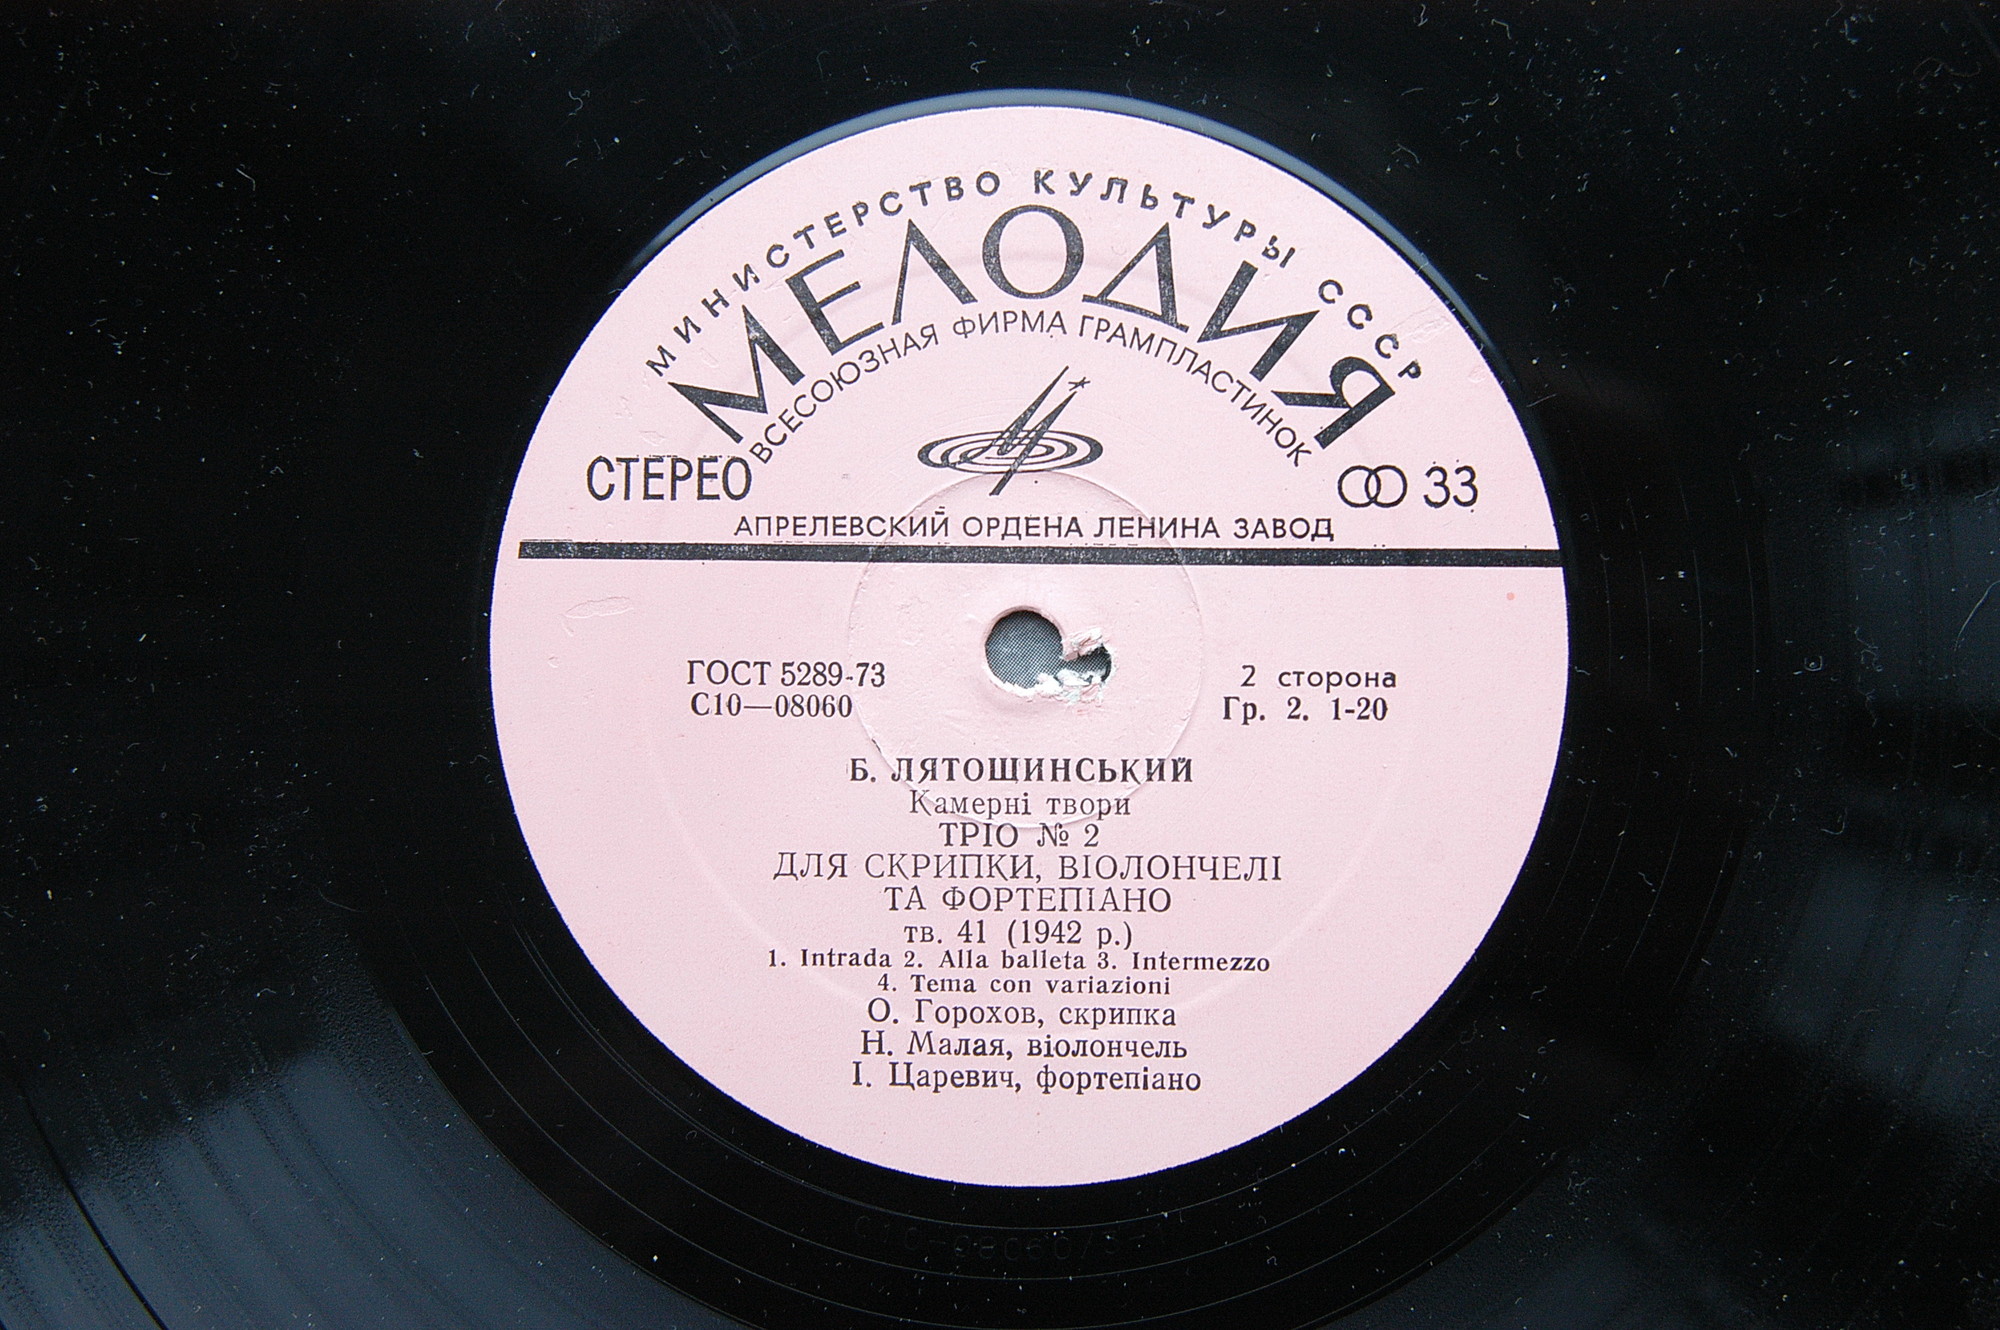 МИНИСТЕРСТВО КУЛЬТУРЫ СССР
МЕЛОДИЯ
ВСЕСОЮЗНАЯ ФИРМА ГРАМПЛАСТИНОК
СТЕРЕО
33
АПРЕЛЕВСКИЙ ОРДЕНА ЛЕНИНА ЗАВОД
ГОСТ 5289-73
2 сторона
С10—08060
Гр. 2. 1-20
Б. ЛЯТОШИНСЬКИЙ
Камерні твори
ТРІО № 2
ДЛЯ СКРИПКИ, ВІОЛОНЧЕЛІ
ТА ФОРТЕПІАНО
тв. 41 (1942 р.)
1. Intrada 2. Alla balleta 3. Intermezzo
4. Tema con variazioni
О. Горохов, скрипка
Н. Малая, віолончель
І. Царевич, фортепіано